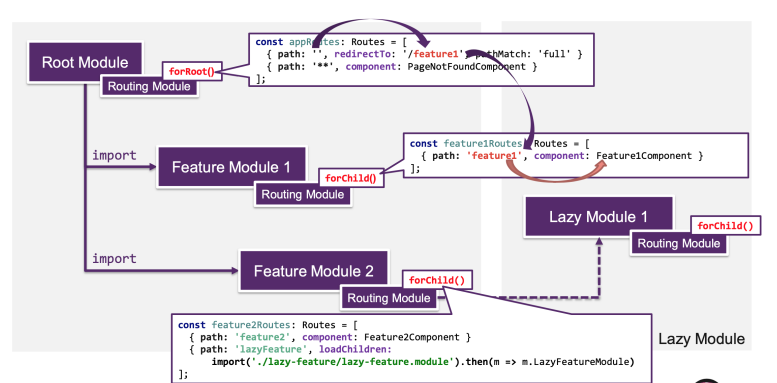 const appRoutes: Routes = [
{ path: '', redirectTo: '/feature1', pathMatch: 'full' }
{ path: '**', component: PageNotFoundComponent }
];
Root Module
forRoot()
Routing Module
const feature1Routes: Routes = [
{ path: 'feature1', component: Feature1Component }
];
import
Feature Module 1
forChild()
Routing Module
Lazy Module 1
forChild()
Routing Module
import
Feature Module 2
forChild()
Routing Module
const feature2Routes: Routes = [
{ path: 'feature2', component: Feature2Component }
{ path: 'lazyFeature', loadChildren:
import('./lazy-feature/lazy-feature.module').then(m => m.LazyFeatureModule)
];
Lazy Module